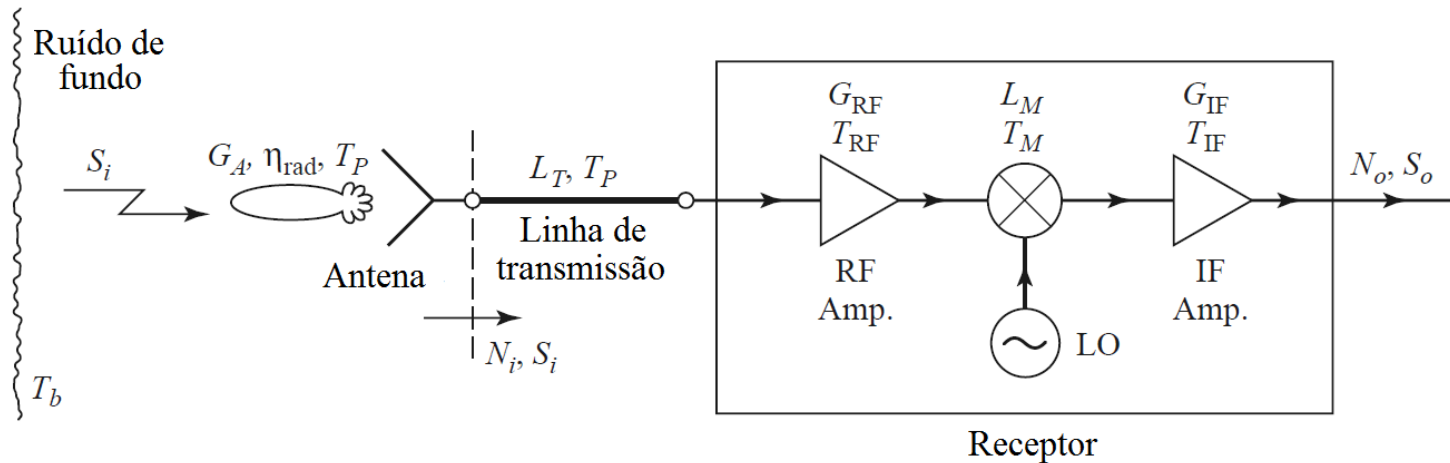 Ruído de
fundo
S_i
G_A, η_rad, T_P
Antena
T_b
N_i, S_i
L_T, T_P
Linha de
transmissão
G_RF
T_RF
RF
Amp.
L_M
T_M
LO
G_IF
T_IF
IF
Amp.
N_o, S_o
Receptor